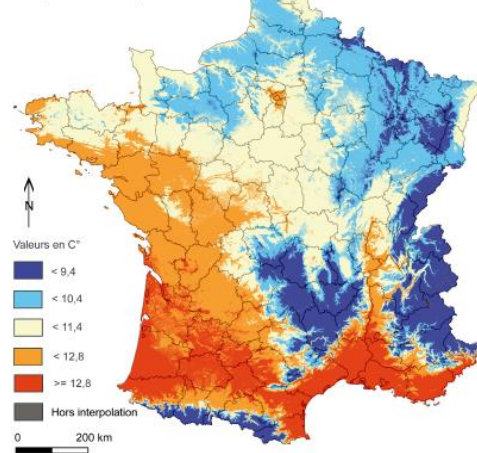 N
Valeurs en C°
< 9,4
< 10,4
< 11,4
< 12,8
>= 12,8
Hors interpolation
0 200 km